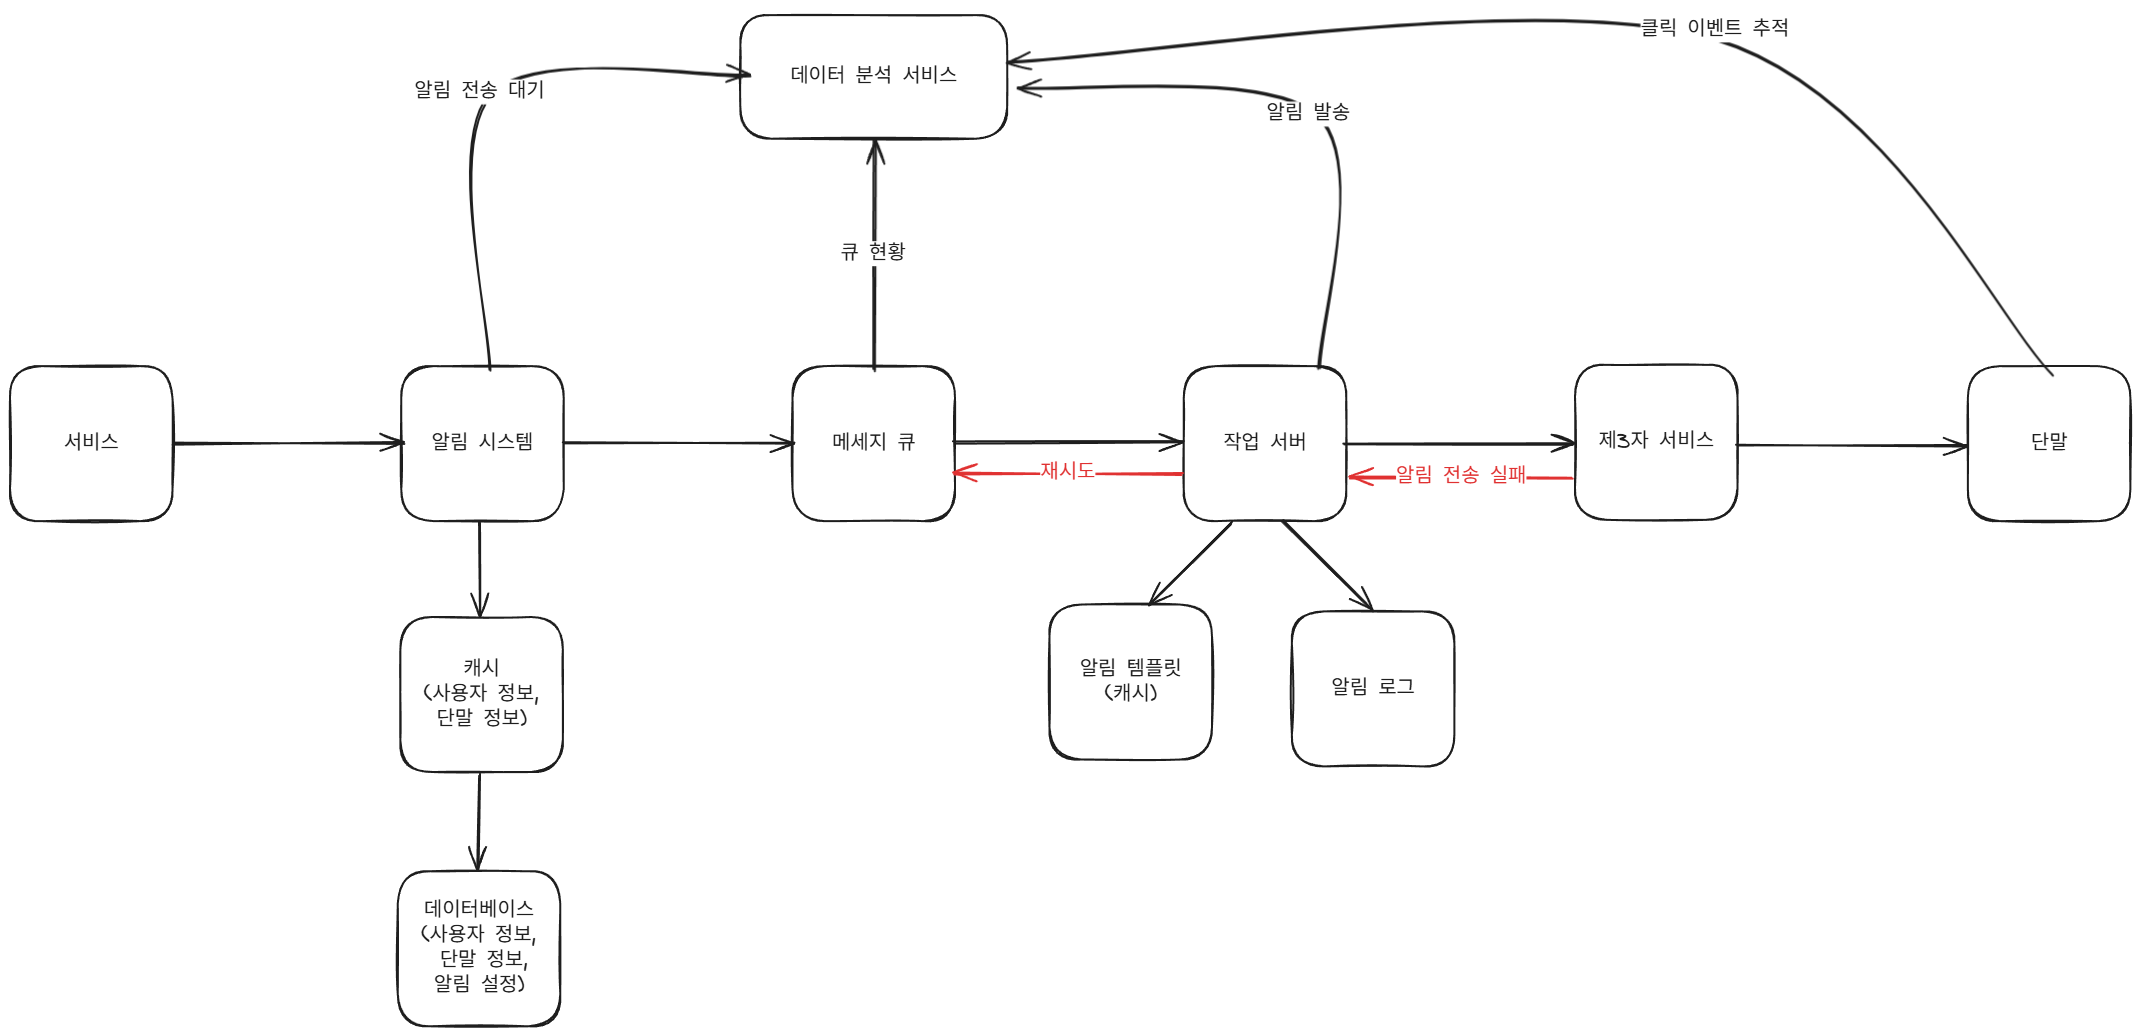 클릭 이벤트 추적
데이터 분석 서비스
알림 전송 대기
알림 발송
큐 현황
서비스
알림 시스템
메세지 큐
작업 서버
제3자 서비스
단말
재시도
알림 전송 실패
캐시
(사용자 정보,
단말 정보)
알림 템플릿
(캐시)
알림 로그
데이터베이스
(사용자 정보,
단말 정보,
알림 설정)